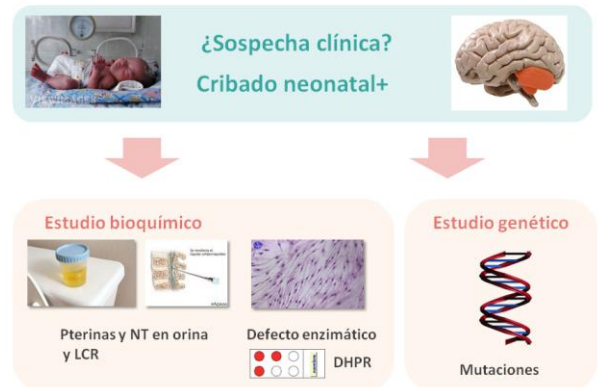 ¿Sospecha clínica?
Cribado neonatal+
Estudio bioquímico
Estudio genético
Pterinas y NT en orina
y LCR
Defecto enzimático
DHPR
Mutaciones